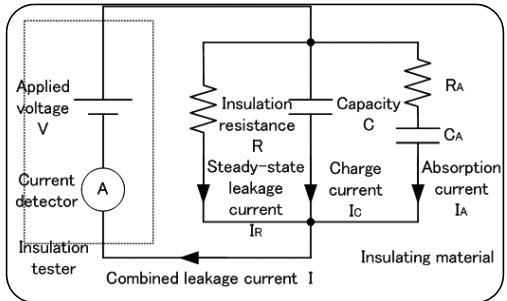 Applied
voltage
V
Current
detector
A
Insulation
tester
Insulation
resistance
R
Steady-state
leakage
current
IR
Capacity
C
Charge
current
IC
RA
CA
Absorption
current
IA
Insulating material
Combined leakage current I